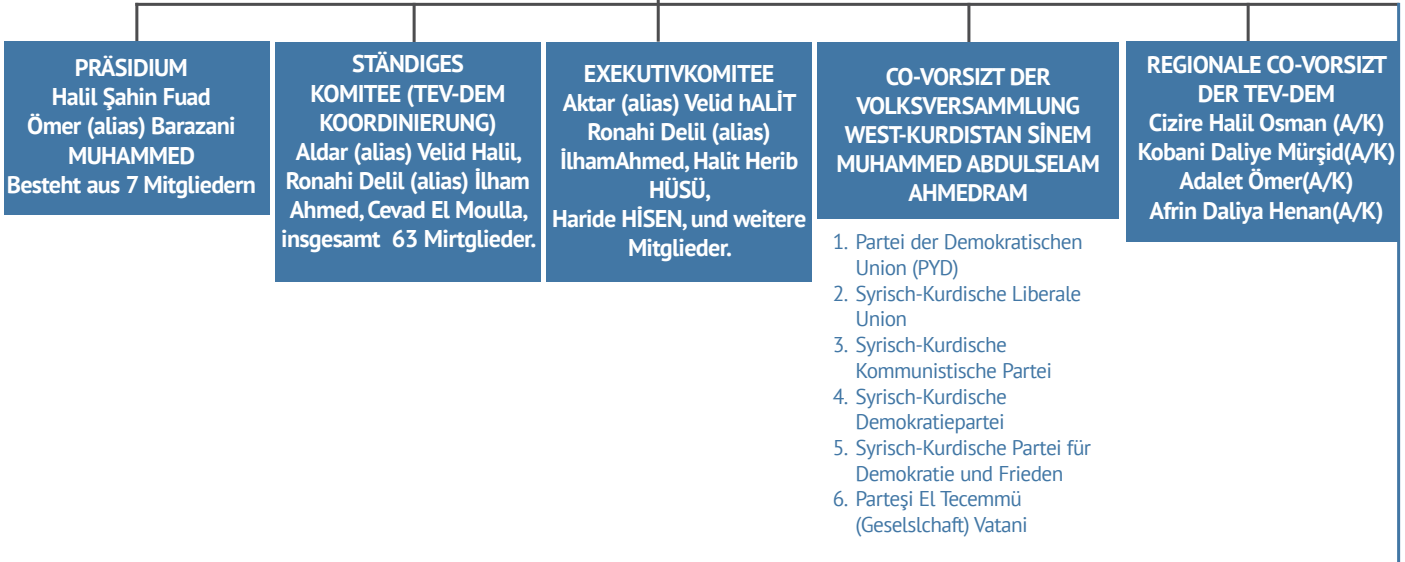 PRÄSIDIUM
Halil Şahin Fuad
Ömer (alias) Barazani
MUHAMMED
Besteht aus 7 Mitgliedern
STÄNDIGES
KOMITEE (TEV-DEM
KOORDINIERUNG)
Aldar (alias) Velid Halil,
Ronahi Delil (alias) İlham
Ahmed, Cevad El Moulla,
insgesamt 63 Mirtglieder.
EXEKUTIVKOMITEE
Aktar (alias) Velid hALİT
Ronahi Delil (alias)
İlhamAhmed, Halit Herib
HÜSÜ,
Haride HİSEN, und weitere
Mitglieder.
CO-VORSIZT DER
VOLKSVERSAMMLUNG
WEST-KURDISTAN SİNEM
MUHAMMED ABDULSELAM
AHMEDRAM
1. Partei der Demokratischen
Union (PYD)
2. Syrisch-Kurdische Liberale
Union
3. Syrisch-Kurdische
Kommunistische Partei
4. Syrisch-Kurdische
Demokratiepartei
5. Syrisch-Kurdische Partei für
Demokratie und Frieden
6. Parteşi El Tecemmü
(Geselslchaft) Vatani
REGIONALE CO-VORSIZT
DER TEV-DEM
Cizire Halil Osman (A/K)
Kobani Daliye Mürşid(A/K)
Adalet Ömer(A/K)
Afrin Daliya Henan(A/K)